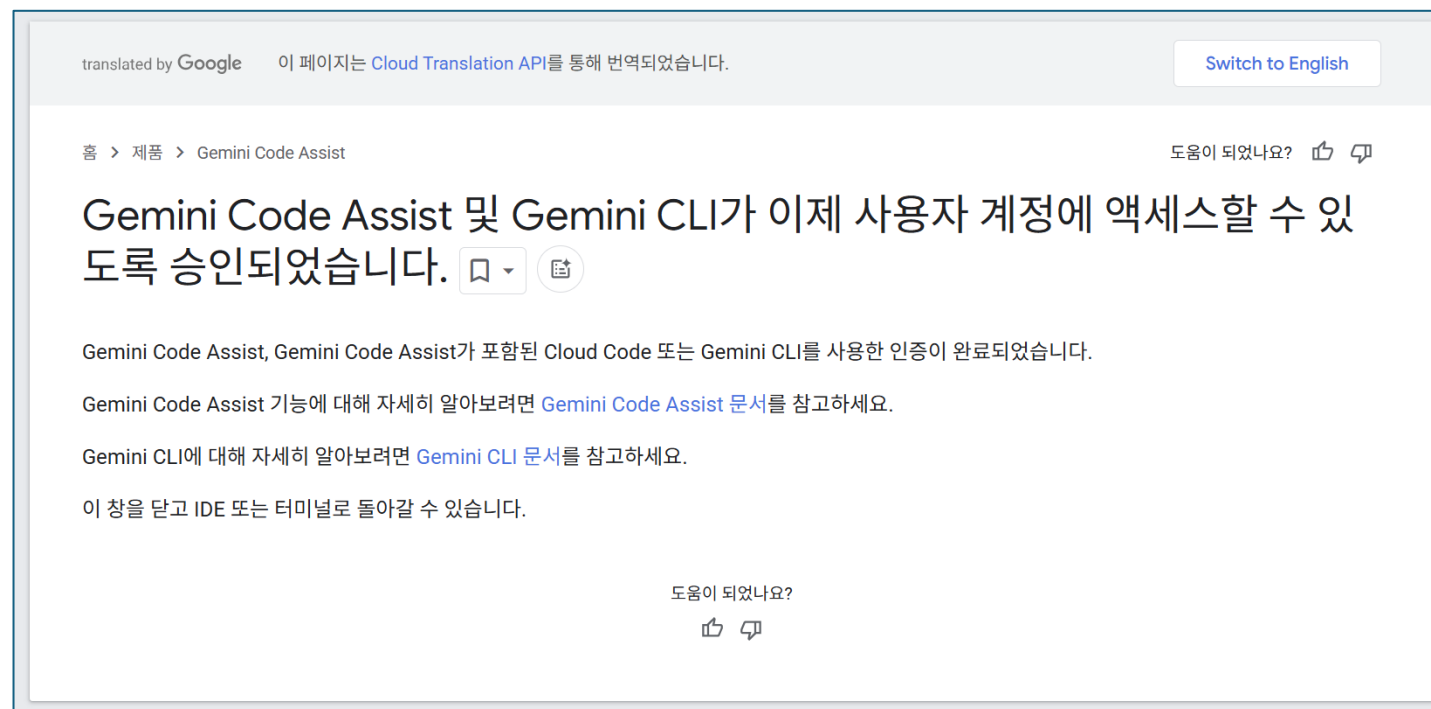 translated by Google 이 페이지는 Cloud Translation API를 통해 번역되었습니다. Switch to English
홈 > 제품 > Gemini Code Assist 도움이 되었나요?
Gemini Code Assist 및 Gemini CLI가 이제 사용자 계정에 액세스할 수 있
도록 승인되었습니다.
Gemini Code Assist, Gemini Code Assist가 포함된 Cloud Code 또는 Gemini CLI를 사용한 인증이 완료되었습니다.
Gemini Code Assist 기능에 대해 자세히 알아보려면 Gemini Code Assist 문서를 참고하세요.
Gemini CLI에 대해 자세히 알아보려면 Gemini CLI 문서를 참고하세요.
이 창을 닫고 IDE 또는 터미널로 돌아갈 수 있습니다.
도움이 되었나요?